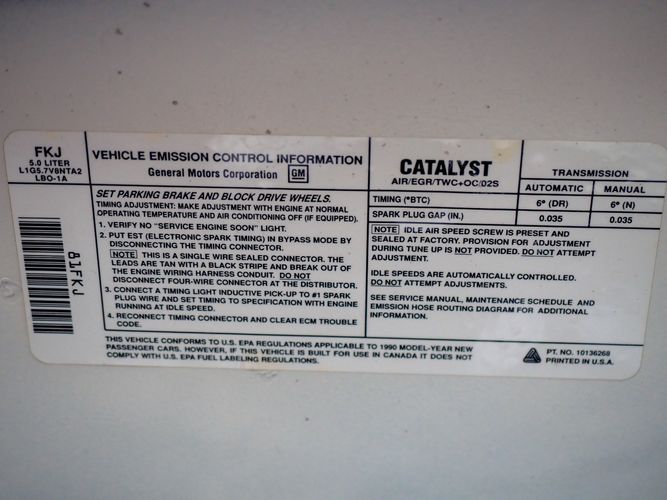 FKJ
5.0 LITER
L1G5.7V8NTA2
LBO-1A
8JFKJ
VEHICLE EMISSION CONTROL INFORMATION
General Motors Corporation GM
SET PARKING BRAKE AND BLOCK DRIVE WHEELS.
TIMING ADJUSTMENT: MAKE ADJUSTMENT WITH ENGINE AT NORMAL
OPERATING TEMPERATURE AND AIR CONDITIONING OFF (IF EQUIPPED).
1. VERIFY NO "SERVICE ENGINE SOON" LIGHT.
2. PUT EST (ELECTRONIC SPARK TIMING) IN BYPASS MODE BY
DISCONNECTING THE TIMING CONNECTOR.
NOTE THIS IS A SINGLE WIRE SEALED CONNECTOR. THE
LEADS ARE TAN WITH A BLACK STRIPE AND BREAK OUT OF
THE ENGINE WIRING HARNESS CONDUIT. DO NOT
DISCONNECT FOUR-WIRE CONNECTOR AT THE DISTRIBUTOR.
3. CONNECT A TIMING LIGHT INDUCTIVE PICK-UP TO #1 SPARK
PLUG WIRE AND SET TIMING TO SPECIFICATION WITH ENGINE
RUNNING AT IDLE SPEED.
4. RECONNECT TIMING CONNECTOR AND CLEAR ECM TROUBLE
CODE.
CATALYST
AIR/EGR/TWC+OC/02S
TRANSMISSION
AUTOMATIC MANUAL
TIMING (°BTC) 6° (DR) 6° (N)
SPARK PLUG GAP (IN.) 0.035 0.035
NOTE IDLE AIR SPEED SCREW IS PRESET AND
SEALED AT FACTORY. PROVISION FOR ADJUSTMENT
DURING TUNE UP IS NOT PROVIDED. DO NOT ATTEMPT
ADJUSTMENT.
IDLE SPEEDS ARE AUTOMATICALLY CONTROLLED.
DO NOT ATTEMPT ADJUSTMENTS.
SEE SERVICE MANUAL, MAINTENANCE SCHEDULE AND
EMISSION HOSE ROUTING DIAGRAM FOR ADDITIONAL
INFORMATION.
THIS VEHICLE CONFORMS TO U.S. EPA REGULATIONS APPLICABLE TO 1990 MODEL-YEAR NEW
PASSENGER CARS. HOWEVER, IF THIS VEHICLE IS BUILT FOR USE IN CANADA IT DOES NOT
COMPLY WITH U.S. EPA FUEL LABELING REGULATIONS.
PT. NO. 10136268
PRINTED IN U.S.A.